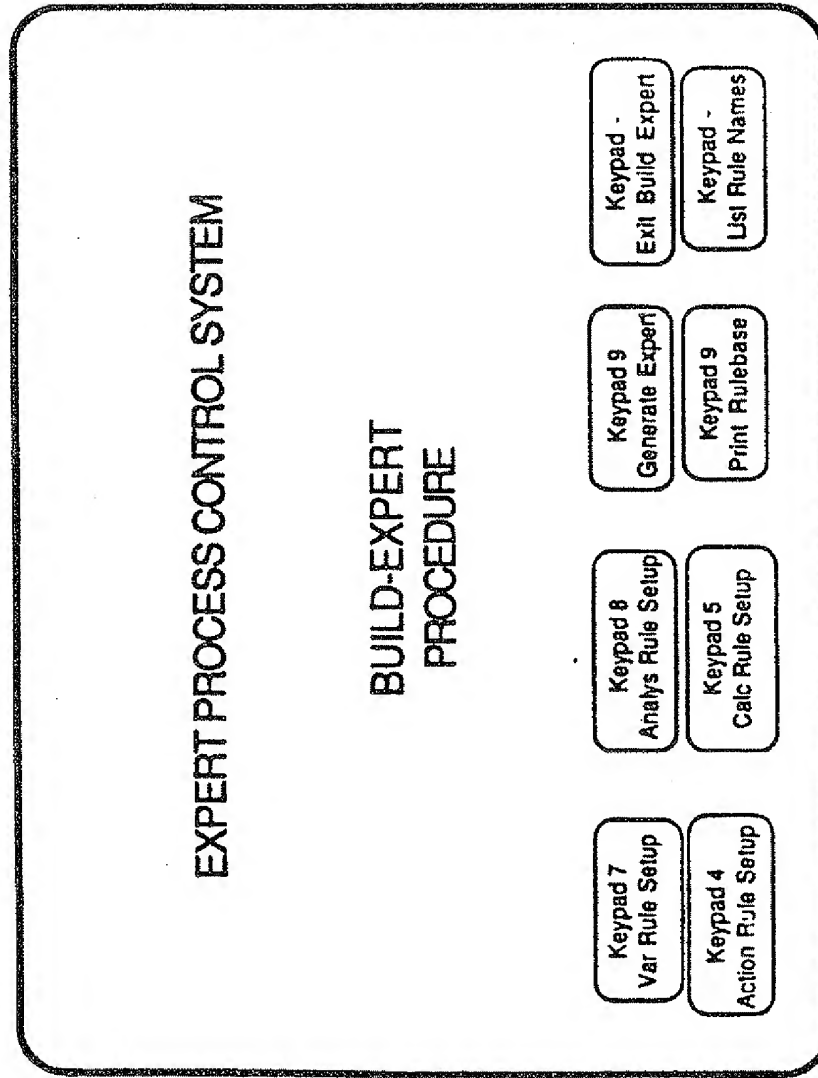 EXPERT PROCESS CONTROL SYSTEM
BUILD-EXPERT
PROCEDURE
Keypad 7
Var Rule Setup
Keypad 8
Analys Rule Setup
Keypad 9
Generate Expert
Keypad -
Exit Build Expert
Keypad 4
Action Rule Setup
Keypad 5
Calc Rule Setup
Keypad 9
Print Rulebase
Keypad -
List Rule Names